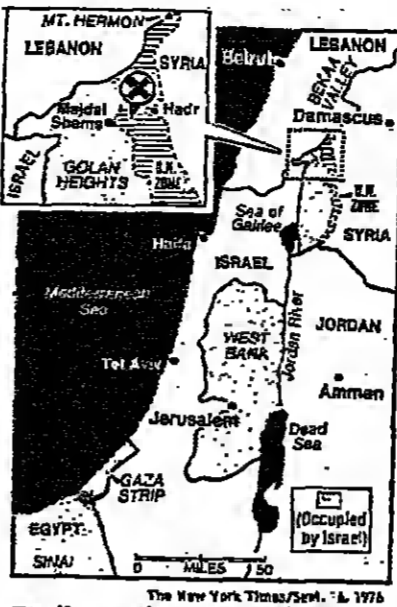 MT. HERMON
LEBANON
SYRIA
Majdal
Shams
Hadr
ISRAEL
GOLAN
HEIGHTS
U.N.
ZONE
Beirut
LEBANON
BEKAA
VALLEY
Damascus
U.N.
ZONE
Sea of
Galilee
SYRIA
Haifa
ISRAEL
Mediterranean
Sea
JORDAN
Jordan River
WEST
BANK
Tel Aviv
Amman
Jerusalem
Dead
Sea
GAZA
STRIP
(Occupied
by Israel)
EGYPT
SINAI
0 MILES 50
The New York Times/Sept. 1976